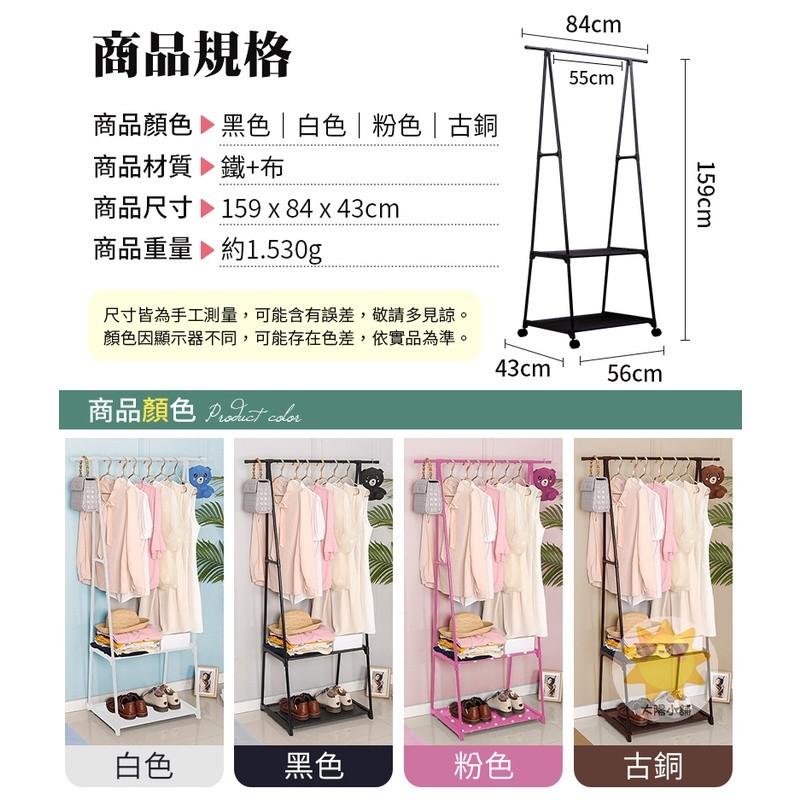 商品規格
商品顏色▶黑色｜白色｜粉色｜古銅
商品材質▶鐵+布
商品尺寸▶159 x 84 x 43cm
商品重量▶約1.530g
尺寸皆為手工測量，可能含有誤差，敬請多見諒。
顏色因顯示器不同，可能存在色差，依實品為準。
84cm
55cm
159cm
43cm
56cm
商品顏色 Product color
太陽小舖
白色
黑色
粉色
古銅